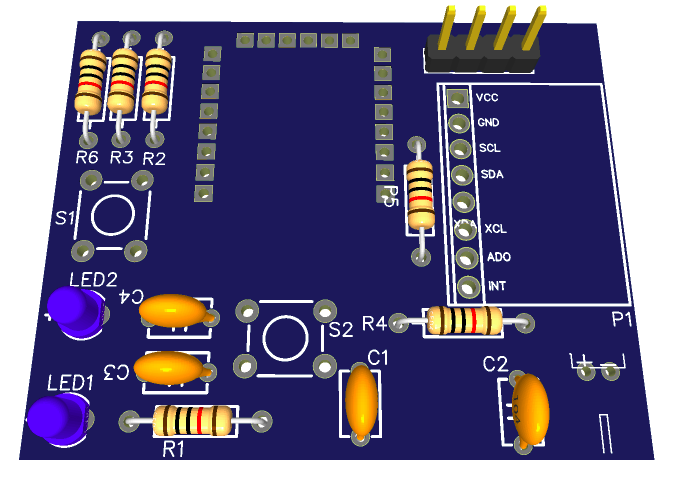 VCC
GND
SCL
SDA
XCL
ADO
INT
R6 R3 R2
R5
S1
LED2
C4
S2
R4
P1
C3
C1
C2
LED1
R1